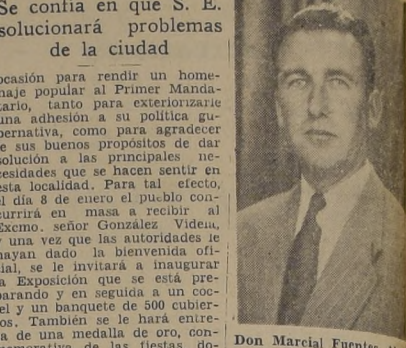 Se confía en que S. E.
solucionará problemas
de la ciudad
ocasión para rendir un home-
naje popular al Primer Manda-
tario, tanto para exteriorizarle
una adhesión a su política gu-
bernativa, como para agradecer
e sus buenos propósitos de dar
solución a las principales ne-
cesidades que se hacen sentir en
esta localidad. Para tal efecto,
el día 8 de enero el pueblo con-
currirá en masa a recibir al
Excmo. señor González Videla,
y una vez que las autoridades le
hayan dado la bienvenida ofi-
cial, se le invitará a inaugurar
a Exposición que se está pre-
parando y en seguida a un coc-
tel y un banquete de 500 cubier-
os. También se le hará entre-
a de una medalla de oro, con-
memorativa de las fiestas do-
Don Marcial Fuentes